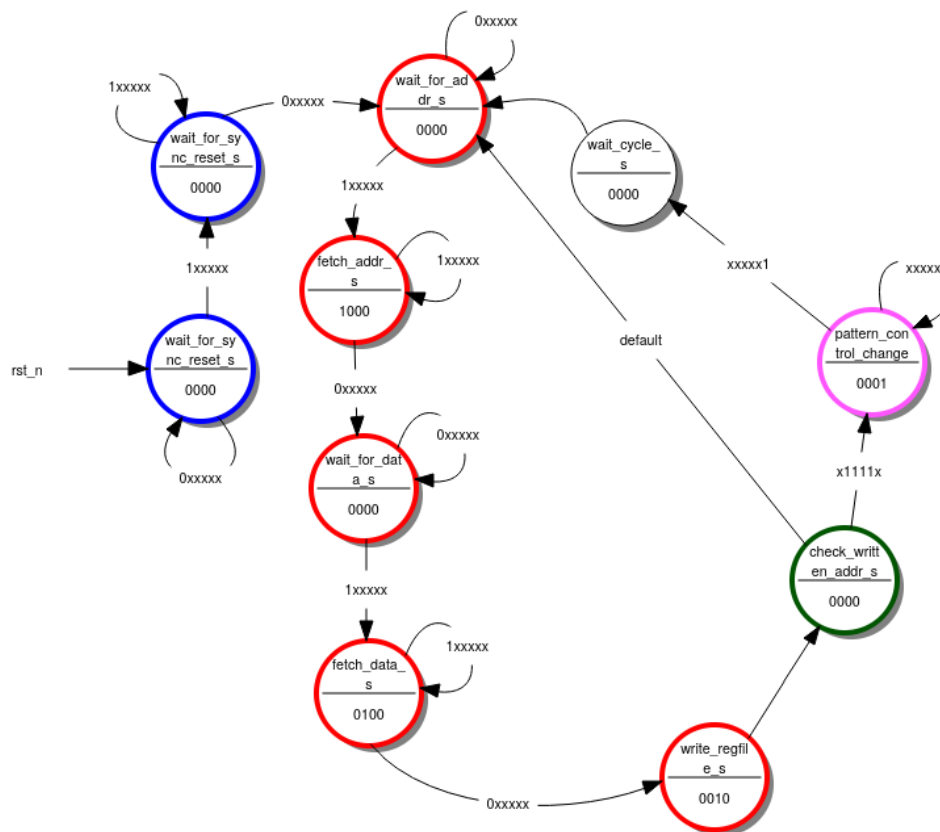 0xxxxx
wait_for_ad
dr_s
0000
1xxxxx
0xxxxx
wait_for_sy
nc_reset_s
0000
wait_cycle_
s
0000
1xxxxx
fetch_addr_
s
1000
1xxxxx
1xxxxx
xxxxx1
xxxxx
wait_for_sy
nc_reset_s
0000
rst_n
default
pattern_con
trol_change
0001
0xxxxx
wait_for_dat
a_s
0000
0xxxxx
0xxxxx
x1111x
check_writt
en_addr_s
0000
1xxxxx
fetch_data_
s
0100
1xxxxx
write_regfil
e_s
0010
0xxxxx